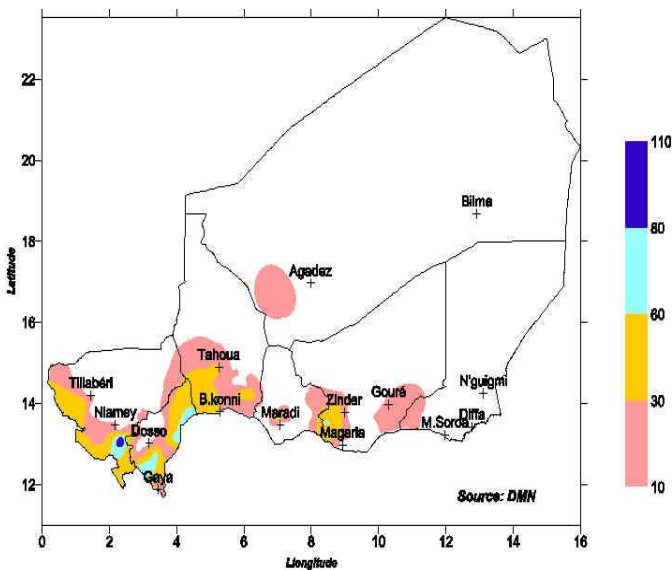 22
20
18
16
14
12
Latitude
Bilma
Agadez
Tahoua
Tillabéri
B.konni
N'guigmi
Niamey
Zinder
Gouré
Maradi
Diffa
M.Soroa
Dosso
Magaria
Gaya
Source: DMN
0 2 4 6 8 10 12 14 16
Llongitude
110
80
60
30
10